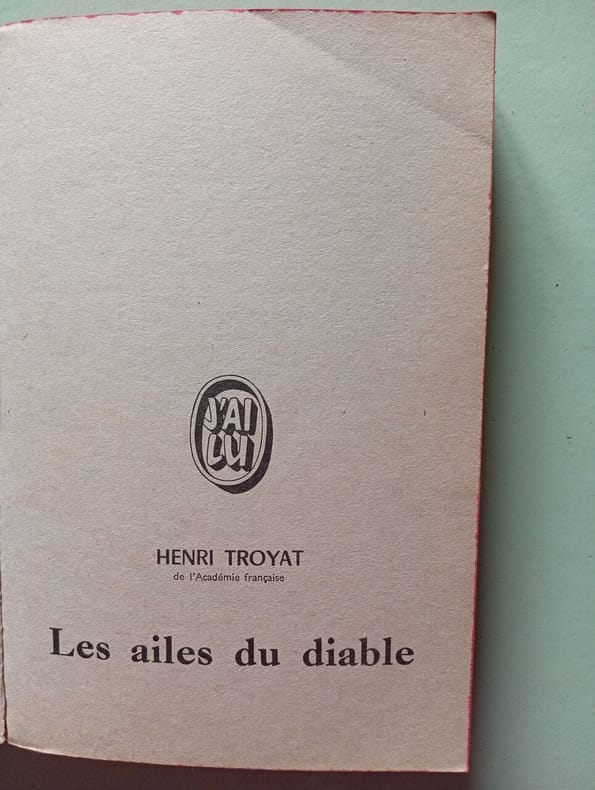 J'AI
LU
HENRI TROYAT
de l'Académie française
Les ailes du diable